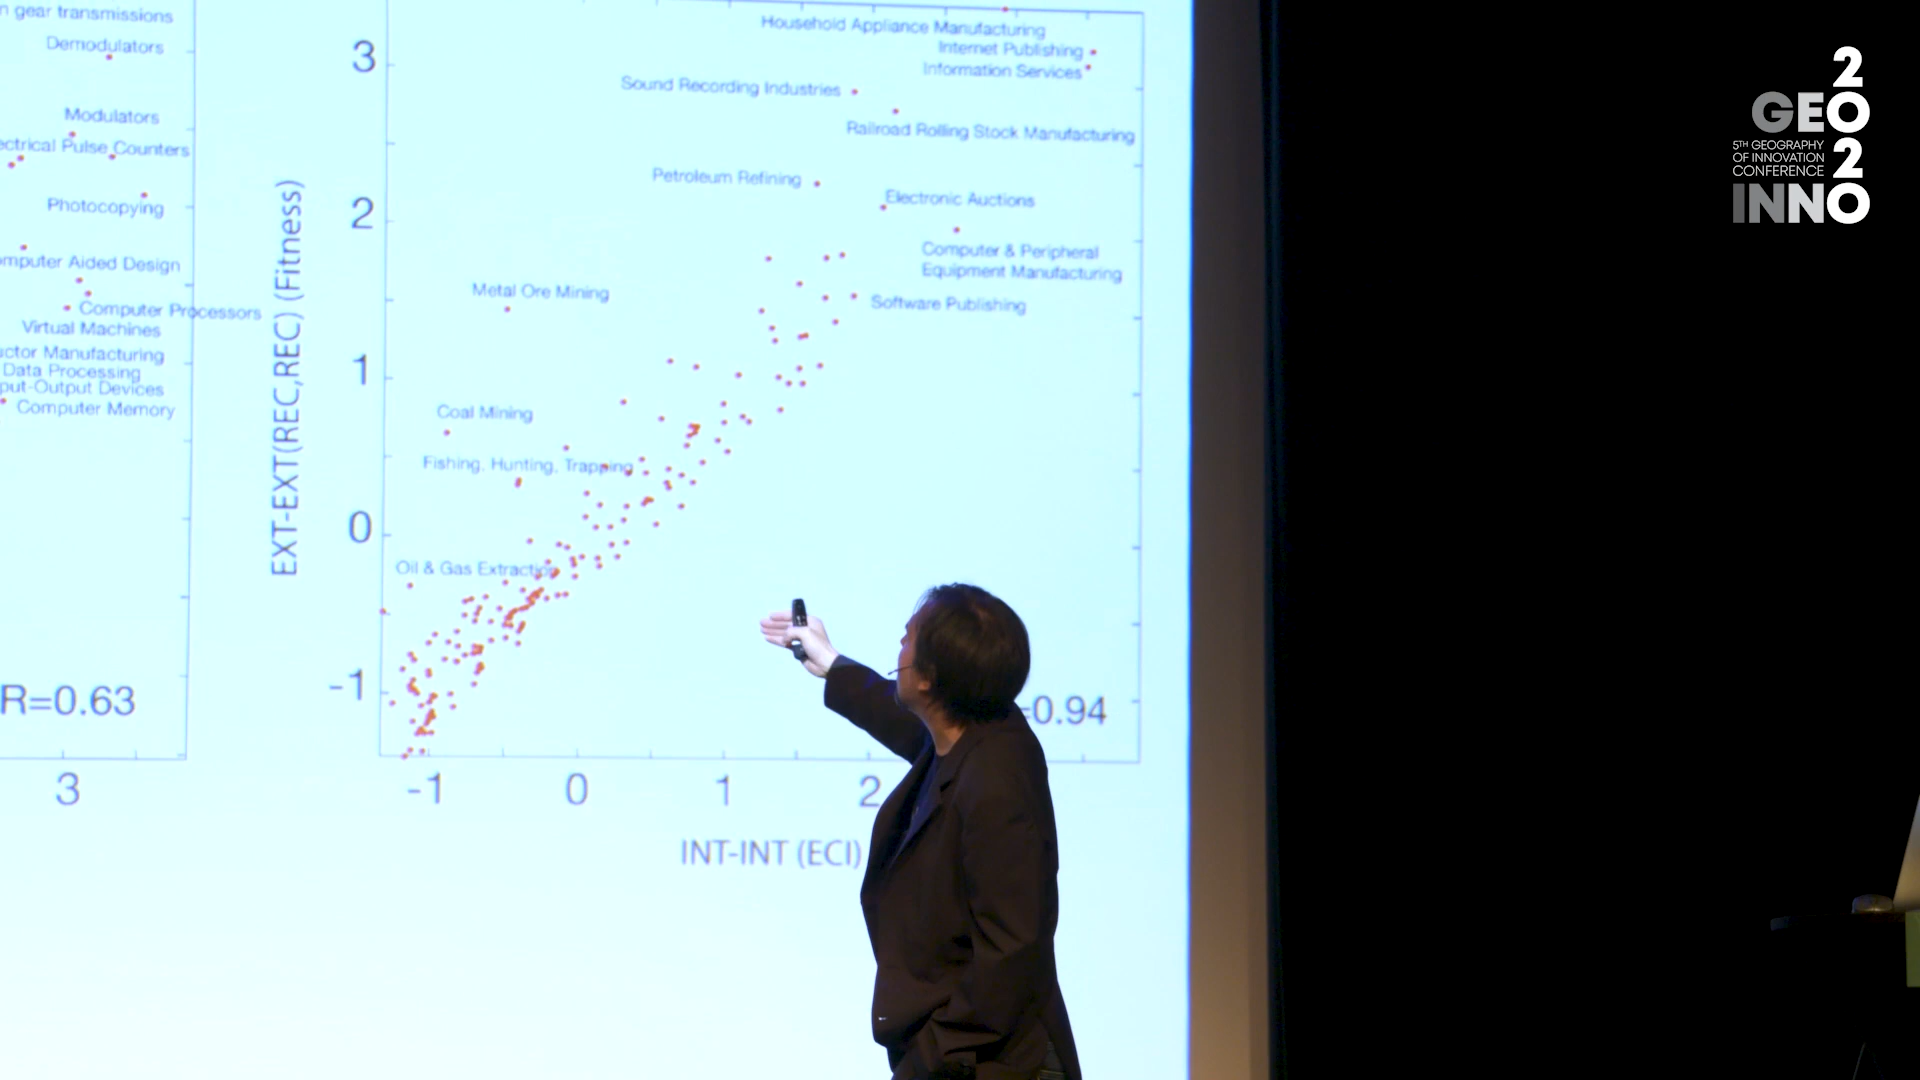 n gear transmissions
Demodulators
Modulators
ectrical Pulse Counters
Photocopying
mputer Aided Design
Computer Processors
Virtual Machines
uctor Manufacturing
Data Processing
put-Output Devices
Computer Memory
R=0.63
3
EXT-EXT(REC,REC) (Fitness)
3
2
1
0
-1
Household Appliance Manufacturing
Internet Publishing
Information Services
Sound Recording Industries
Railroad Rolling Stock Manufacturing
Petroleum Refining
Electronic Auctions
Computer & Peripheral
Equipment Manufacturing
Metal Ore Mining
Software Publishing
Coal Mining
Fishing, Hunting, Trapping
Oil & Gas Extraction
=0.94
-1
0
1
2
INT-INT (ECI)
2
GEO
5TH GEOGRAPHY
OF INNOVATION
CONFERENCE
2
INNO